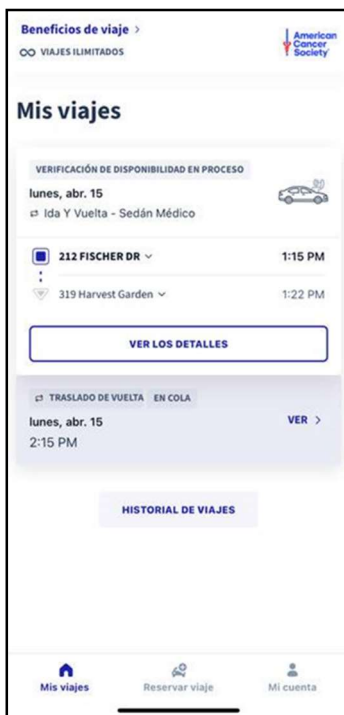 Beneficios de viaje >
VIAJES ILIMITADOS
American
Cancer
Society
Mis viajes
VERIFICACIÓN DE DISPONIBILIDAD EN PROCESO
lunes, abr. 15
Ida Y Vuelta - Sedán Médico
212 FISCHER DR
1:15 PM
319 Harvest Garden
1:22 PM
VER LOS DETALLES
TRASLADO DE VUELTA EN COLA
lunes, abr. 15
VER >
2:15 PM
HISTORIAL DE VIAJES
Mis viajes
Reservar viaje
Mi cuenta